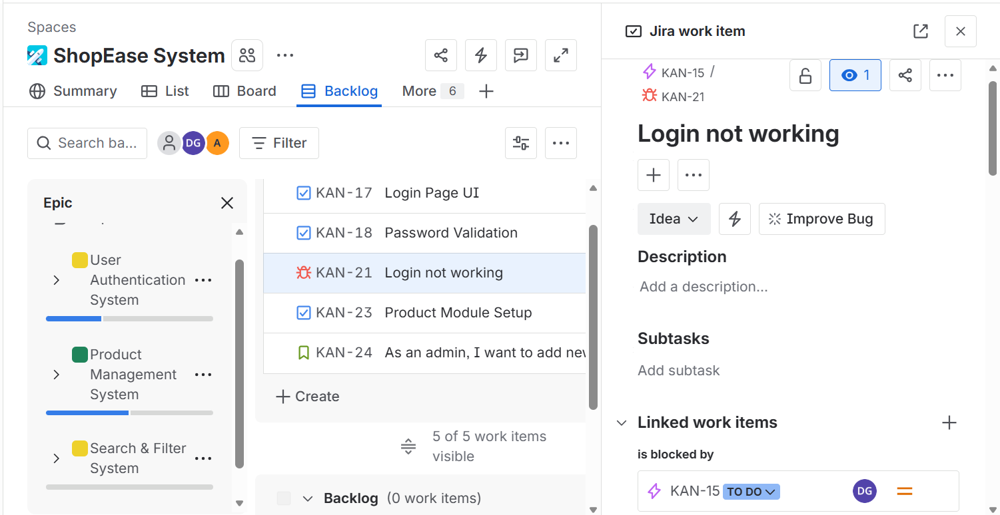 Spaces
ShopEase System
Summary
List
Board
Backlog
More 6
Search ba...
DG
A
Filter
Epic
User
Authentication
System
Product
Management
System
Search & Filter
System
KAN-17 Login Page UI
KAN-18 Password Validation
KAN-21 Login not working
KAN-23 Product Module Setup
KAN-24 As an admin, I want to add new
Create
5 of 5 work items
visible
Backlog (0 work items)
Jira work item
KAN-15 /
KAN-21
1
Login not working
Idea
Improve Bug
Description
Add a description...
Subtasks
Add subtask
Linked work items
is blocked by
KAN-15 TO DO DG